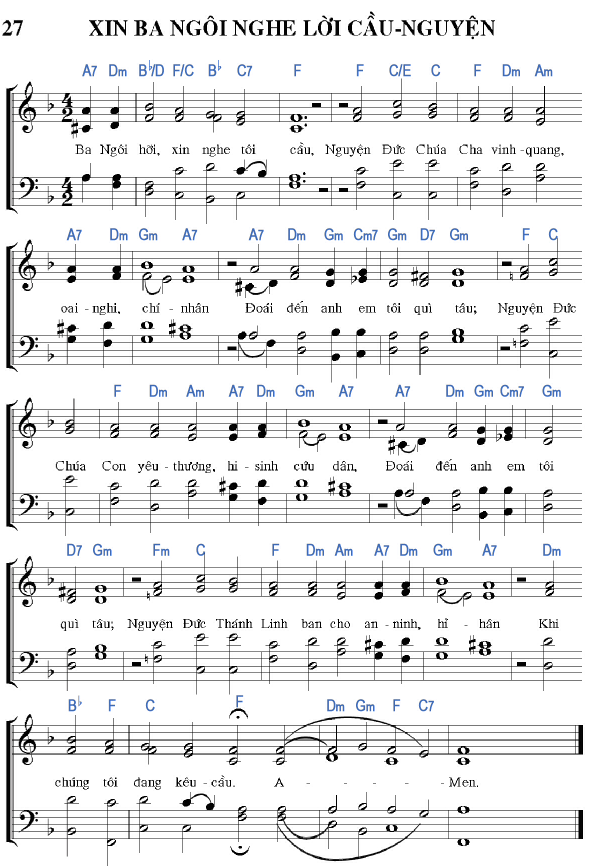 27 XIN BA NGÔI NGHE LỜI CẦU-NGUYỆN
A7 Dm B♭/D F/C B♭ C7 F F C/E C F Dm Am
Ba Ngôi hỡi, xin nghe tôi cầu, Nguyện Đức Chúa Cha vinh-quang,
A7 Dm Gm A7 A7 Dm Gm Cm7 Gm D7 Gm F C
oai-nghi, chí-nhân Đoái đến anh em tôi quì tâu; Nguyện Đức
F Dm Am A7 Dm Gm A7 A7 Dm Gm Cm7 Gm
Chúa Con yêu-thương, hi-sinh cứu dân, Đoái đến anh em tôi
D7 Gm Fm C F Dm Am A7 Dm Gm A7 Dm
quì tâu; Nguyện Đức Thánh Linh ban cho an-ninh, hỉ-hân Khi
B♭ F C F Dm Gm F C7 F
chúng tôi đang kêu-cầu. A - - - Men.